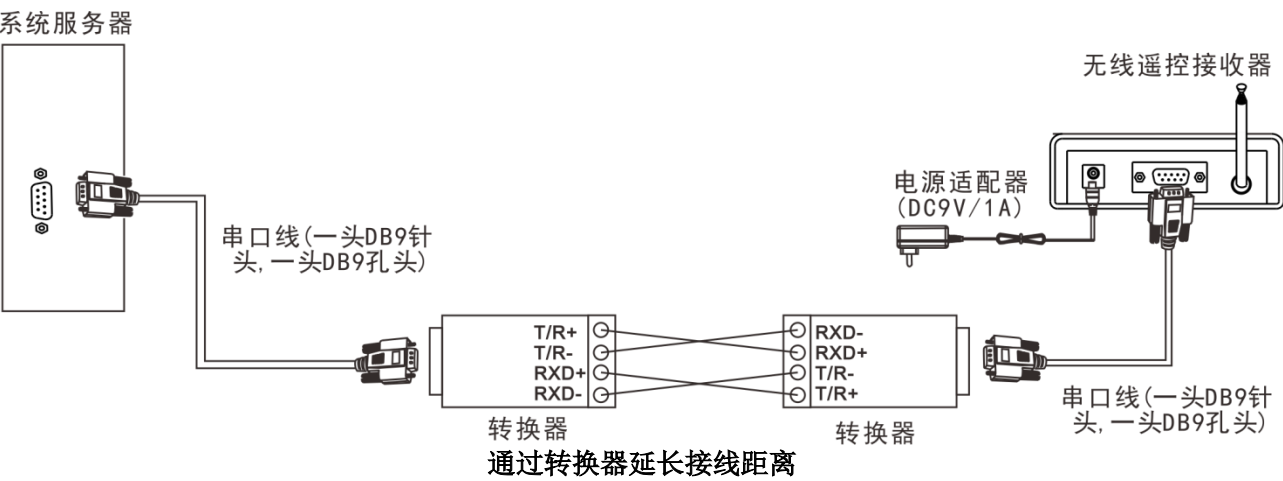 系统服务器
无线遥控接收器
电源适配器
(DC9V/1A)
串口线(一头DB9针
头,一头DB9孔头)
T/R+
T/R-
RXD+
RXD-
RXD-
RXD+
T/R-
T/R+
串口线(一头DB9针
头,一头DB9孔头)
转换器
转换器
通过转换器延长接线距离